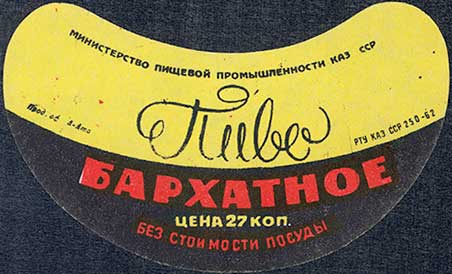 МИНИСТЕРСТВО ПИЩЕВОЙ ПРОМЫШЛЕННОСТИ КАЗ ССР
Пиво
РТУ КАЗ ССР 250-62
БАРХАТНОЕ
ЦЕНА 27 КОП.
БЕЗ СТОИМОСТИ ПОСУДЫ